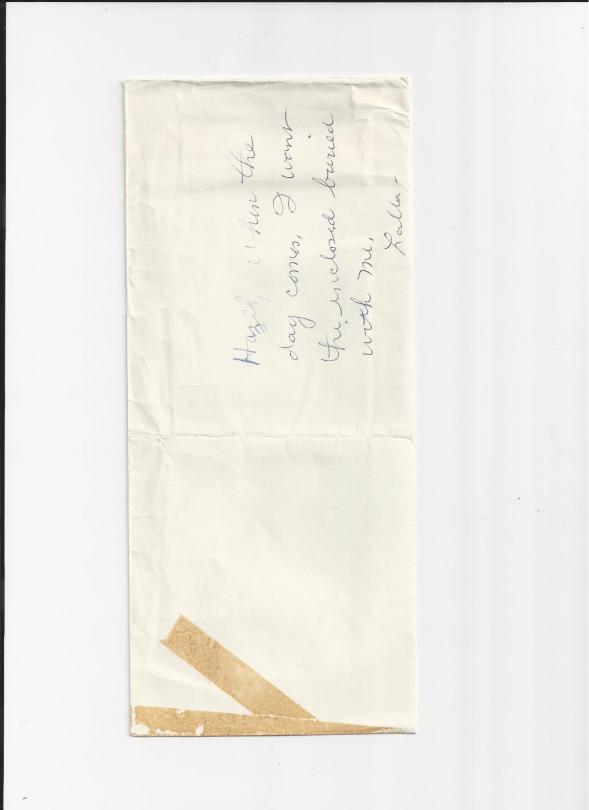 Hazel, when the
day comes, I want
the enclosed buried
with me.
Lalla-